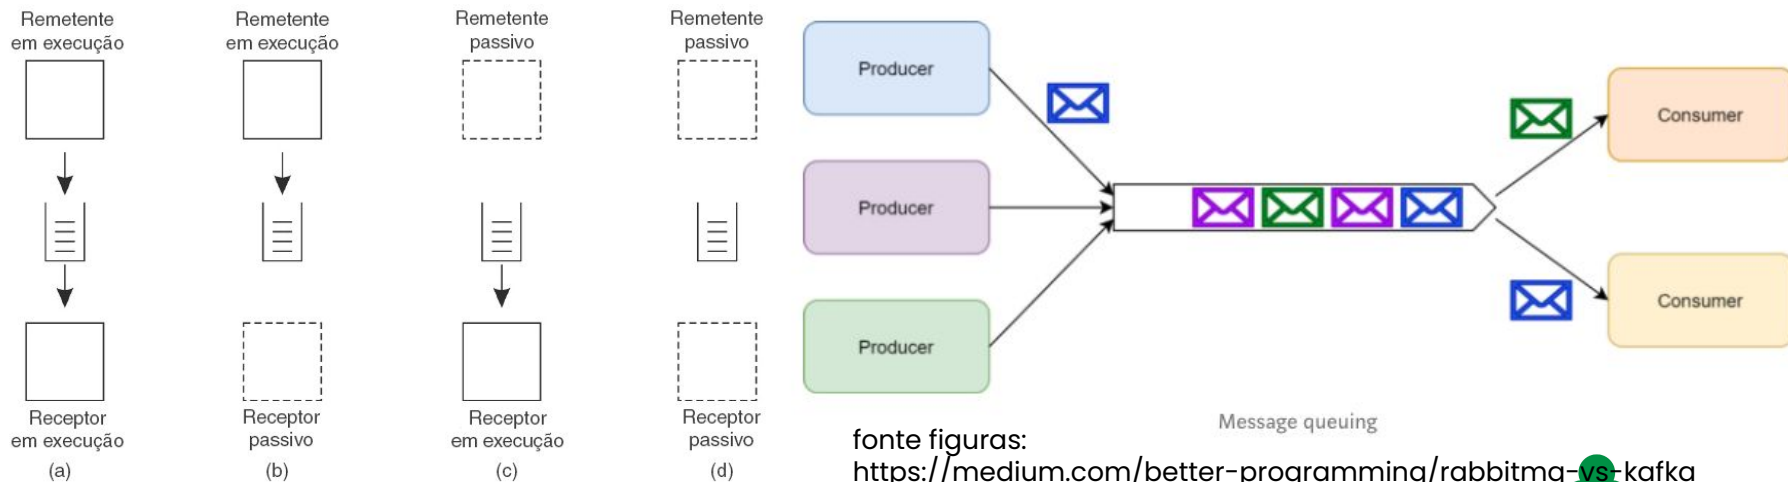 Remetente
em execução
Remetente
em execução
Remetente
passivo
Remetente
passivo
Receptor
em execução
(a)
Receptor
passivo
(b)
Receptor
em execução
(c)
Receptor
passivo
(d)
Producer
Producer
Producer
Consumer
Consumer
Message queuing
fonte figuras:
https://medium.com/better-programming/rabbitmq-vs-kafka